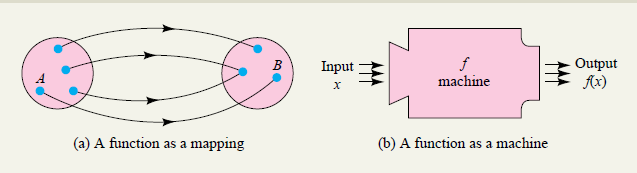 A
B
(a) A function as a mapping
Input
x
f
machine
Output
f(x)
(b) A function as a machine